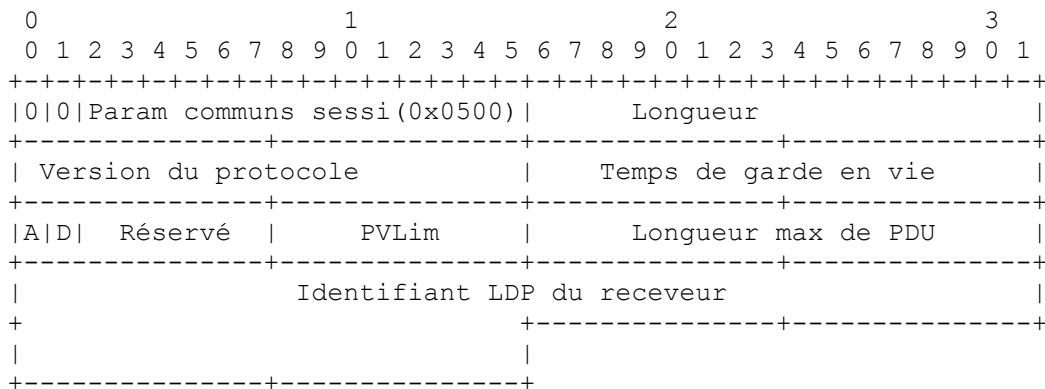 0                   1                   2                   3
 0 1 2 3 4 5 6 7 8 9 0 1 2 3 4 5 6 7 8 9 0 1 2 3 4 5 6 7 8 9 0 1
+-+-+-+-+-+-+-+-+-+-+-+-+-+-+-+-+-+-+-+-+-+-+-+-+-+-+-+-+-+-+-+-+
|0|0|Param communs sessi(0x0500)|      Longueur                 |
+---------------+---------------+---------------+---------------+
| Version du protocole          |    Temps de garde en vie      |
+---------------+---------------+---------------+---------------+
|A|D|  Réservé  |     PVLim     |      Longueur max de PDU      |
+---------------+---------------+---------------+---------------+
|                 Identifiant LDP du receveur                   |
+                               +---------------+---------------+
|                               |
+---------------+---------------+